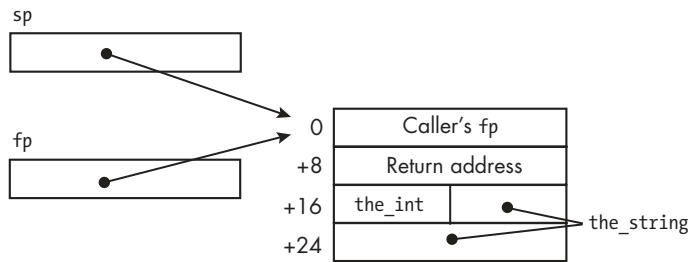 sp
fp
0 Caller's fp
+8 Return address
+16 the_int
the_string
+24